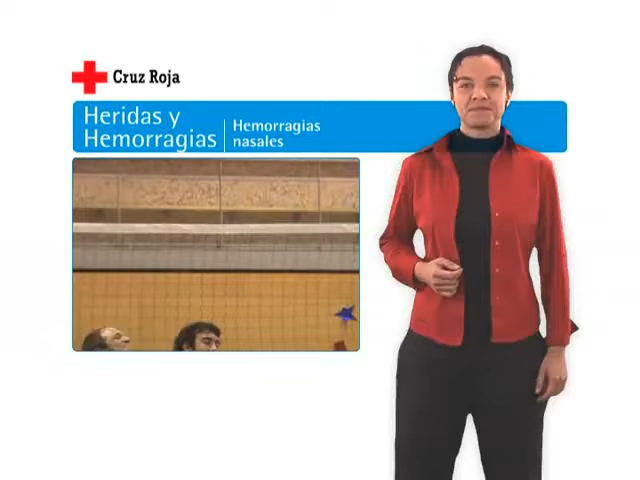 Cruz Roja
Heridas y
Hemorragias
Hemorragias
nasales